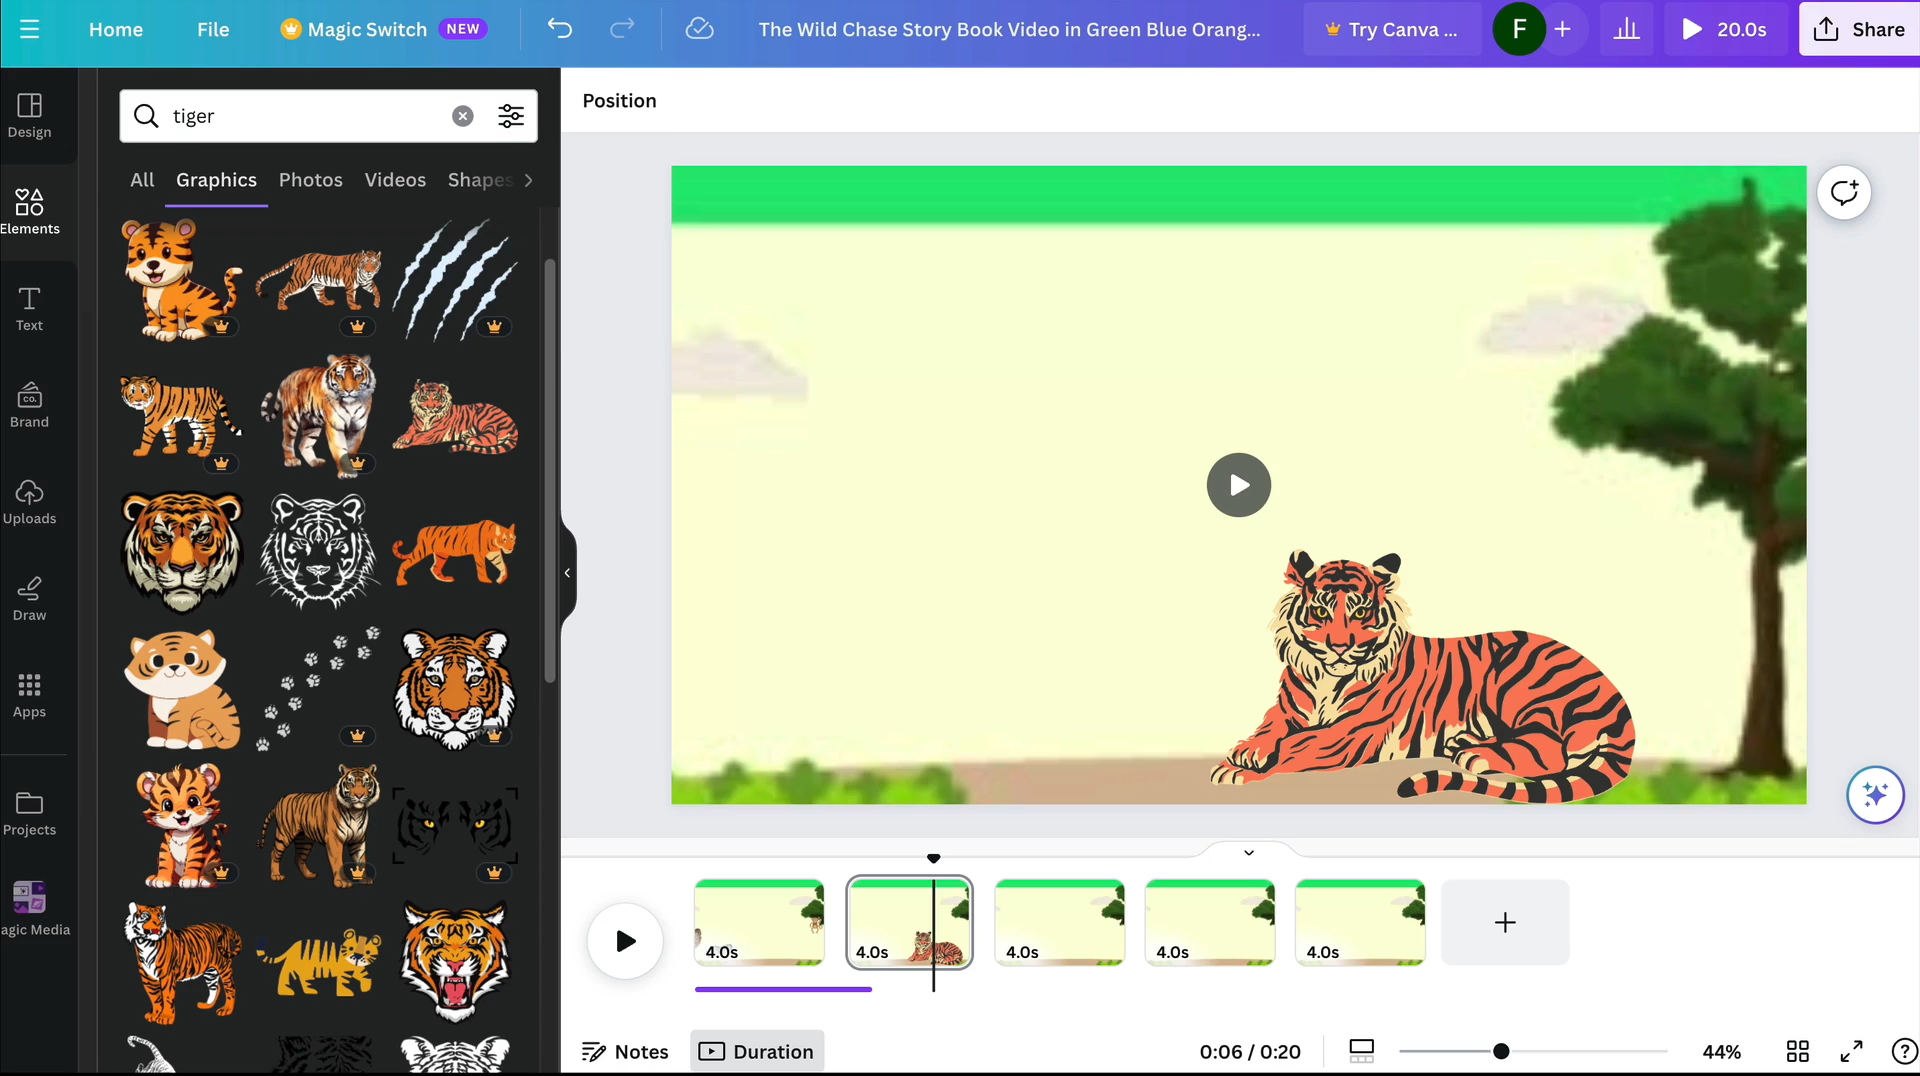 Home File Magic Switch NEW The Wild Chase Story Book Video in Green Blue Orang... Try Canva ... F 20.0s Share
Design
Elements
Text
Brand
CO.
Uploads
Draw
Apps
Projects
agic Media
tiger
All Graphics Photos Videos Shapes
Position
4.0s 4.0s 4.0s 4.0s 4.0s
Notes Duration 0:06 / 0:20 44%